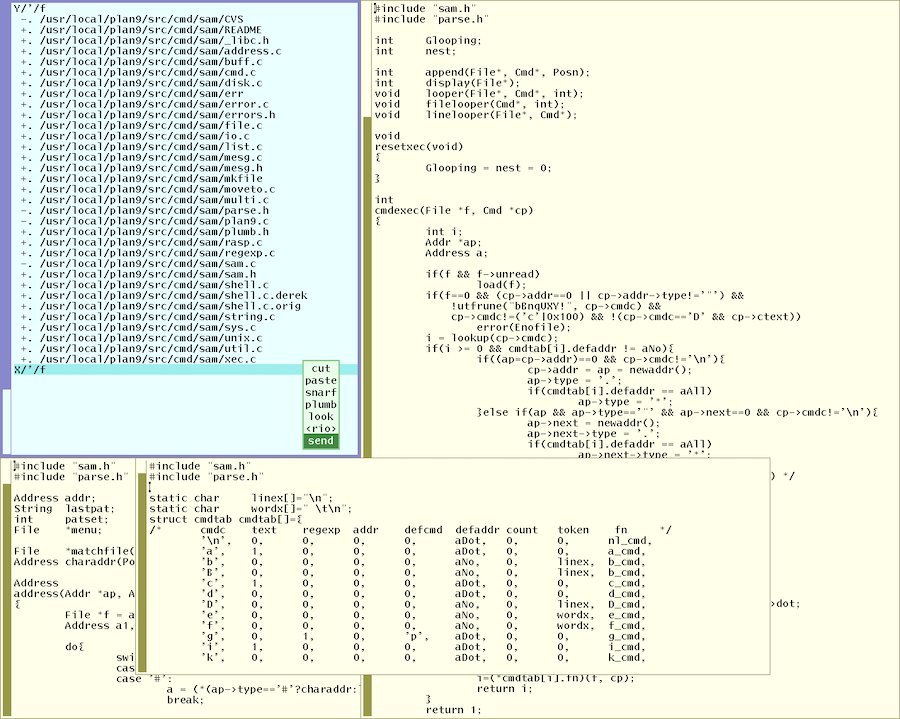 Y/'/f
-. /usr/local/plan9/src/cmd/sam/CVS
+. /usr/local/plan9/src/cmd/sam/README
+. /usr/local/plan9/src/cmd/sam/_libc.h
+. /usr/local/plan9/src/cmd/sam/address.c
+. /usr/local/plan9/src/cmd/sam/buff.c
+. /usr/local/plan9/src/cmd/sam/cmd.c
+. /usr/local/plan9/src/cmd/sam/disk.c
-. /usr/local/plan9/src/cmd/sam/err
+. /usr/local/plan9/src/cmd/sam/error.c
+. /usr/local/plan9/src/cmd/sam/errors.h
+. /usr/local/plan9/src/cmd/sam/file.c
+. /usr/local/plan9/src/cmd/sam/io.c
+. /usr/local/plan9/src/cmd/sam/list.c
+. /usr/local/plan9/src/cmd/sam/mesg.c
+. /usr/local/plan9/src/cmd/sam/mesg.h
+. /usr/local/plan9/src/cmd/sam/mkfile
+. /usr/local/plan9/src/cmd/sam/moveto.c
+. /usr/local/plan9/src/cmd/sam/multi.c
-. /usr/local/plan9/src/cmd/sam/parse.h
-. /usr/local/plan9/src/cmd/sam/plan9.c
+. /usr/local/plan9/src/cmd/sam/plumb.h
+. /usr/local/plan9/src/cmd/sam/rasp.c
+. /usr/local/plan9/src/cmd/sam/regexp.c
-. /usr/local/plan9/src/cmd/sam/sam.c
+. /usr/local/plan9/src/cmd/sam/sam.h
+. /usr/local/plan9/src/cmd/sam/shell.c
+. /usr/local/plan9/src/cmd/sam/shell.c.derek
+. /usr/local/plan9/src/cmd/sam/shell.c.orig
+. /usr/local/plan9/src/cmd/sam/string.c
+. /usr/local/plan9/src/cmd/sam/sys.c
+. /usr/local/plan9/src/cmd/sam/unix.c
+. /usr/local/plan9/src/cmd/sam/util.c
+. /usr/local/plan9/src/cmd/sam/xec.c
X/'/f
cut
paste
snarf
plumb
look
<rio>
send
#include "sam.h"
#include "parse.h"
int Glooping;
int nest;
int append(File*, Cmd*, Posn);
int display(File*);
void looper(File*, Cmd*, int);
void filelooper(Cmd*, int);
void linelooper(File*, Cmd*);
void
resetxec(void)
{
Glooping = nest = 0;
}
int
cmdexec(File *f, Cmd *cp)
{
int i;
Addr *ap;
Address a;
if(f && f->unread)
load(f);
if(f==0 && (cp->addr==0 || cp->addr->type!='"') &&
!utfrune("bBnqUXY!", cp->cmdc) &&
cp->cmdc!=('c'|0x100) && !(cp->cmdc=='D' && cp->ctext))
error(Enofile);
i = lookup(cp->cmdc);
if(i >= 0 && cmdtab[i].defaddr != aNo){
if((ap=cp->addr)==0 && cp->cmdc!='\n'){
cp->addr = ap = newaddr();
ap->type = '.';
if(cmdtab[i].defaddr == aAll)
ap->type = '*';
}else if(ap && ap->type=='"' && ap->next==0 && cp->cmdc!='\n'){
ap->next = newaddr();
ap->next->type = '.';
if(cmdtab[i].defaddr == aAll)
ap->next->type = '*';
) */
>dot;
i=(*cmdtab[i].fn)(f, cp);
return i;
}
return 1;
#include "sam.h"
#include "parse.h"
Address addr;
String lastpat;
int patset;
File *menu;
File *matchfile(
Address charaddr(Po
Address
address(Addr *ap, A
{
File *f = a
Address a1,
do{
swi
cas
case '#':
a = (*(ap->type=='#'?charaddr:
break;
#include "sam.h"
#include "parse.h"
static char linex[]="\n";
static char wordx[]=" \t\n";
struct cmdtab cmdtab[]={
/* cmdc text regexp addr defcmd defaddr count token fn */
'\n', 0, 0, 0, 0, aDot, 0, 0, nl_cmd,
'a', 1, 0, 0, 0, aDot, 0, 0, a_cmd,
'b', 0, 0, 0, 0, aNo, 0, linex, b_cmd,
'B', 0, 0, 0, 0, aNo, 0, linex, b_cmd,
'c', 1, 0, 0, 0, aDot, 0, 0, c_cmd,
'd', 0, 0, 0, 0, aDot, 0, 0, d_cmd,
'D', 0, 0, 0, 0, aNo, 0, linex, D_cmd,
'e', 0, 0, 0, 0, aNo, 0, wordx, e_cmd,
'f', 0, 0, 0, 0, aNo, 0, wordx, f_cmd,
'g', 0, 1, 0, 'p', aDot, 0, 0, g_cmd,
'i', 1, 0, 0, 0, aDot, 0, 0, i_cmd,
'k', 0, 0, 0, 0, aDot, 0, 0, k_cmd,